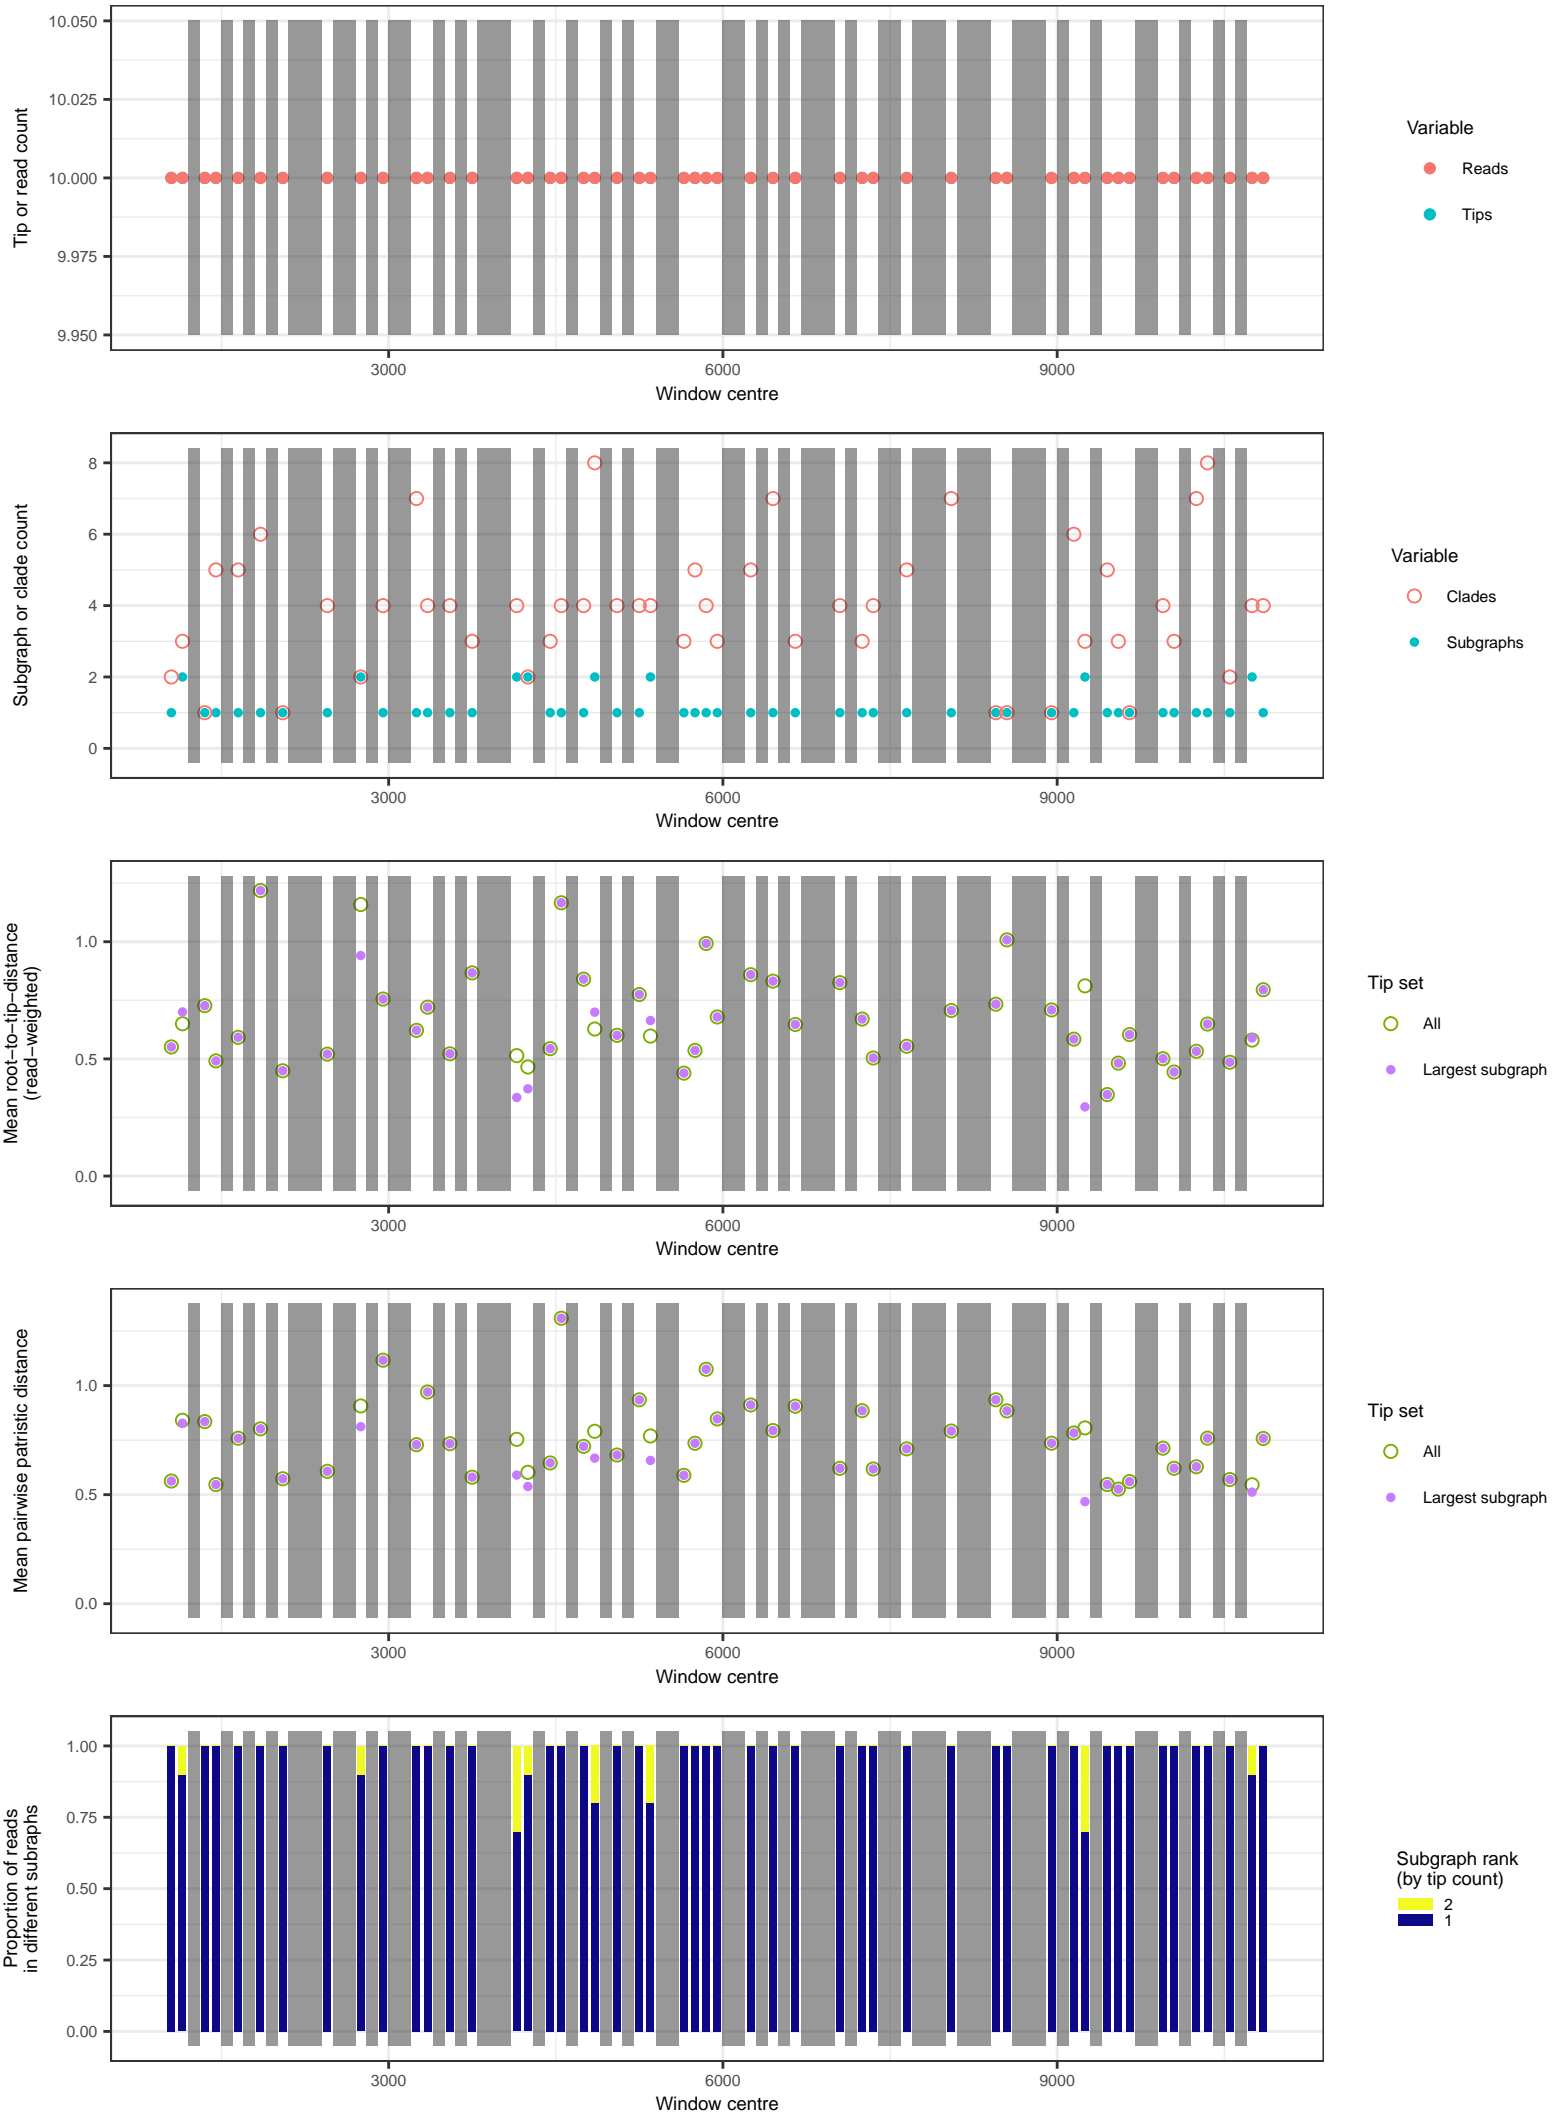 10.050
10.025
10.000
9.975
9.950
Tip or read count
3000
6000
9000
Window centre
Variable
Reads
Tips
8
6
4
2
0
Subgraph or clade count
3000
6000
9000
Window centre
Variable
Clades
Subgraphs
1.0
0.5
0.0
Mean root−to−tip−distance
(read−weighted)
3000
6000
9000
Window centre
Tip set
All
Largest subgraph
1.0
0.5
0.0
Mean pairwise patristic distance
3000
6000
9000
Window centre
Tip set
All
Largest subgraph
1.00
0.75
0.50
0.25
0.00
Proportion of reads
in different subraphs
3000
6000
9000
Window centre
Subgraph rank
(by tip count)
2
1